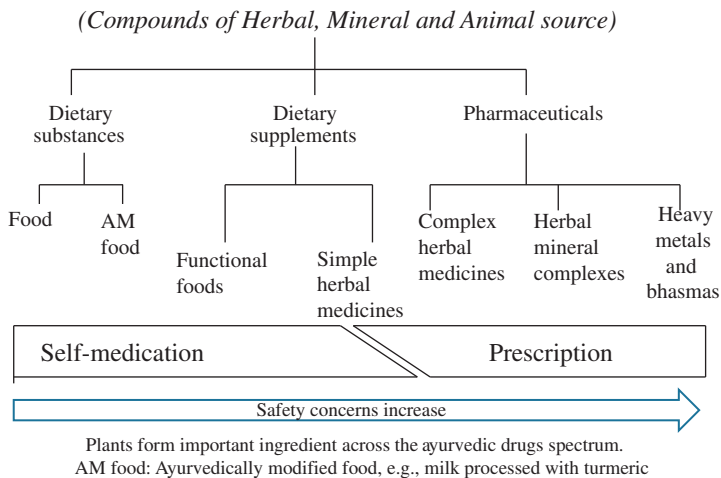 (Compounds of Herbal, Mineral and Animal source)
Dietary
substances
Dietary
supplements
Pharmaceuticals
Food
AM
food
Functional
foods
Simple
herbal
medicines
Complex
herbal
medicines
Herbal
mineral
complexes
Heavy
metals
and
bhasmas
Self-medication
Prescription
Safety concerns increase
Plants form important ingredient across the ayurvedic drugs spectrum.
AM food: Ayurvedically modified food, e.g., milk processed with turmeric